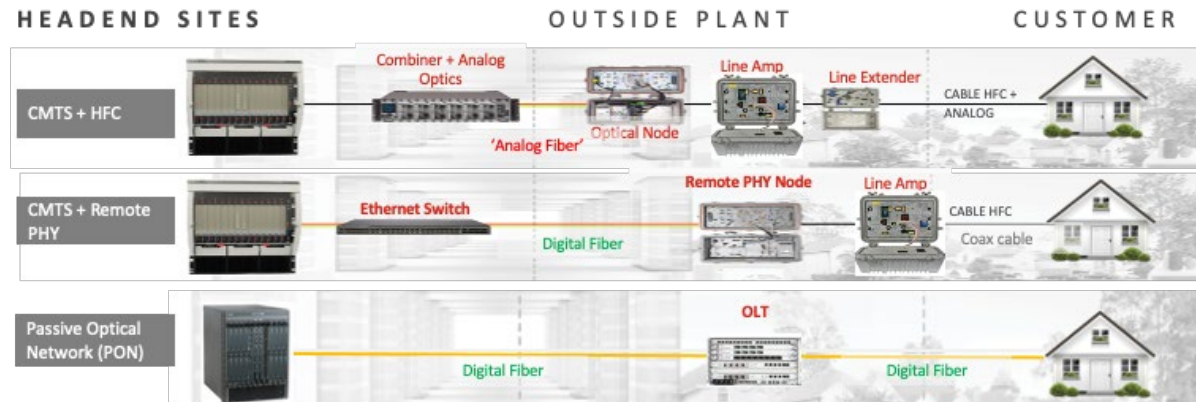 HEADEND SITES
OUTSIDE PLANT
CUSTOMER
CMTS + HFC
Combiner + Analog
Optics
'Analog Fiber'
Optical Node
Line Amp
Line Extender
CABLE HFC +
ANALOG
CMTS + Remote
PHY
Ethernet Switch
Digital Fiber
Remote PHY Node
Line Amp
CABLE HFC
Coax cable
Passive Optical
Network (PON)
Digital Fiber
OLT
Digital Fiber